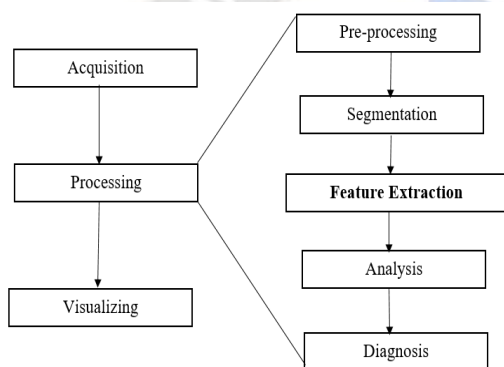 Acquisition
Processing
Visualizing
Pre-processing
Segmentation
Feature Extraction
Analysis
Diagnosis